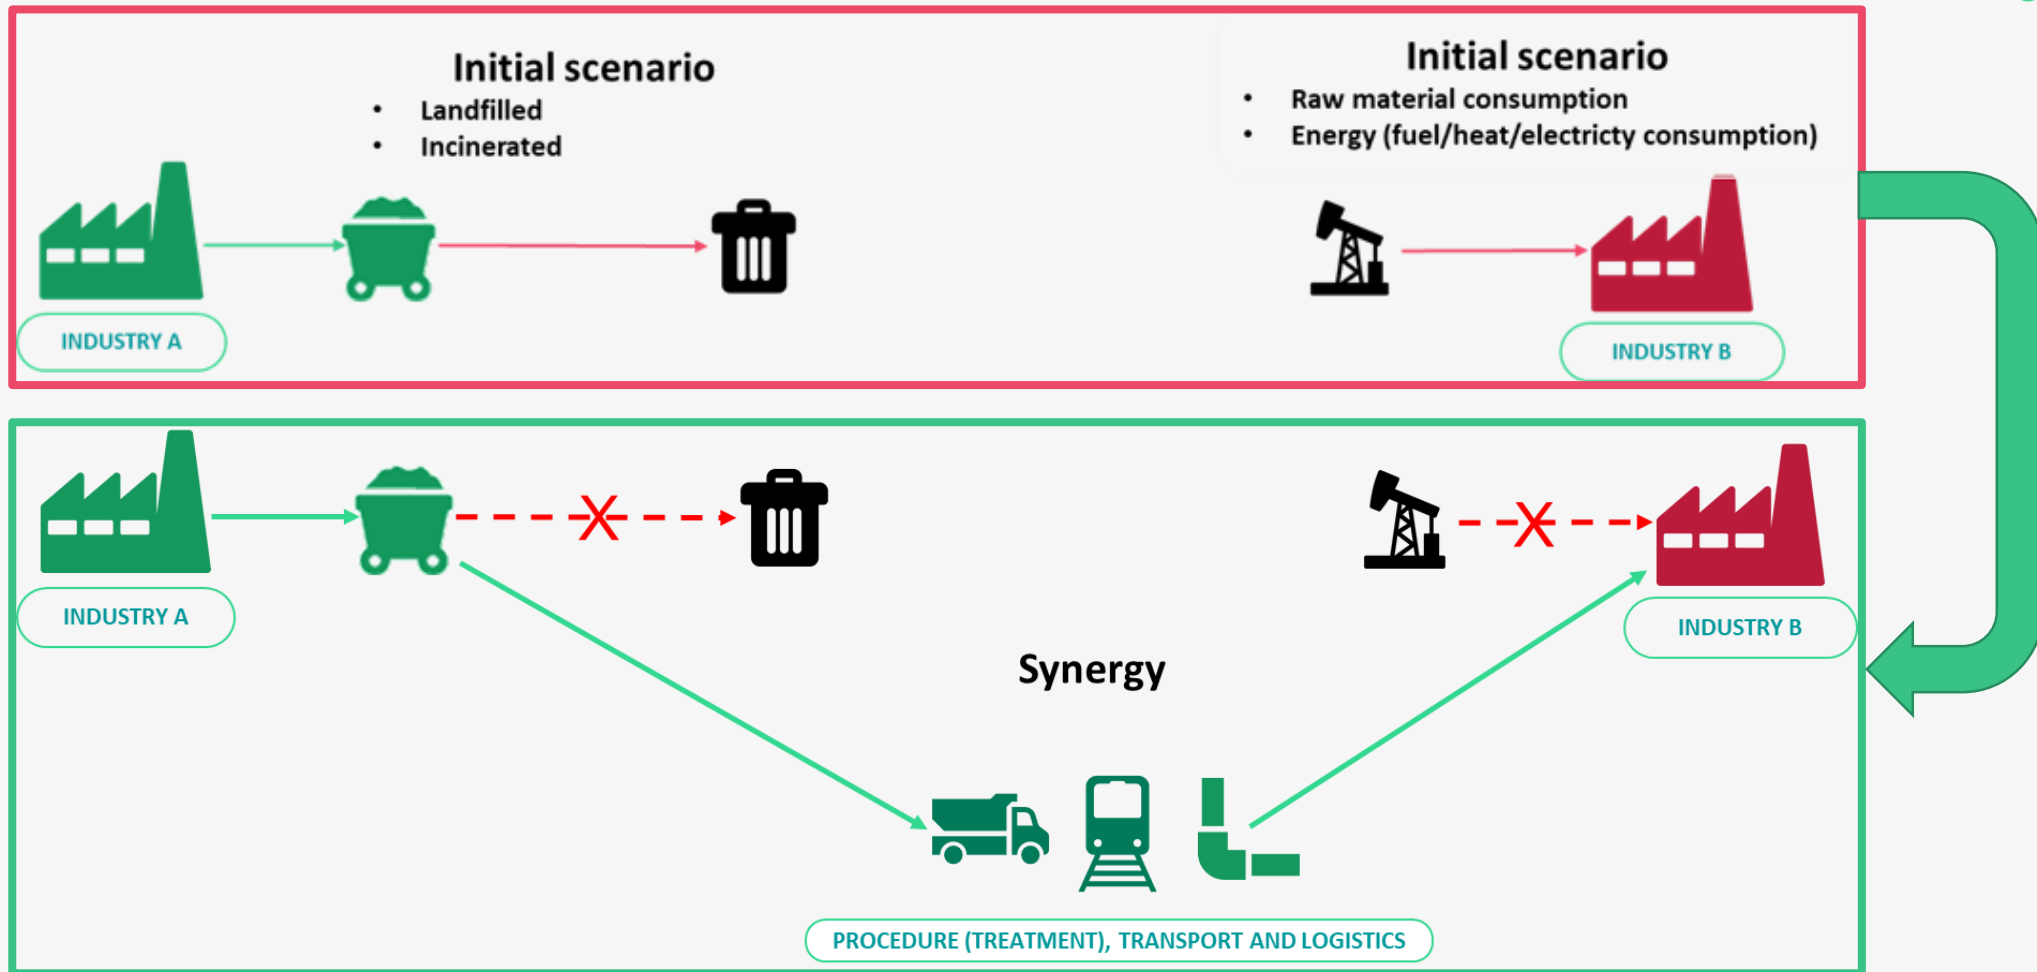 Initial scenario
• Landfilled
• Incinerated
Initial scenario
• Raw material consumption
• Energy (fuel/heat/electricty consumption)
INDUSTRY A
INDUSTRY B
X
X
INDUSTRY A
INDUSTRY B
Synergy
PROCEDURE (TREATMENT), TRANSPORT AND LOGISTICS